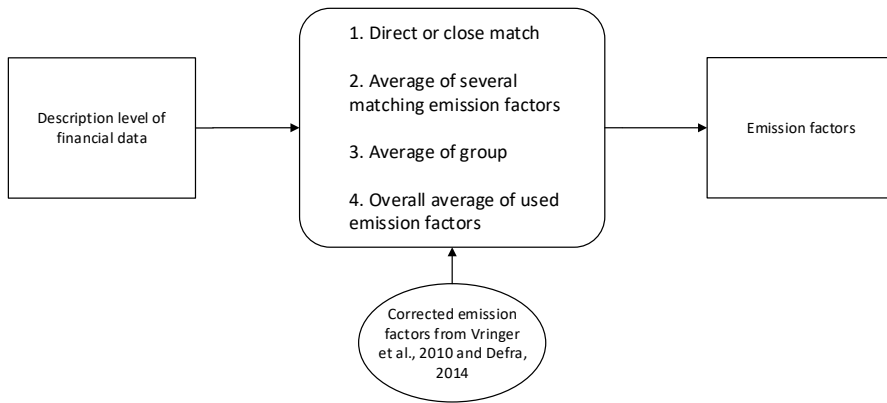 Description level of
financial data
1. Direct or close match
2. Average of several
matching emission factors
3. Average of group
4. Overall average of used
emission factors
Emission factors
Corrected emission
factors from Vringer
et al., 2010 and Defra,
2014